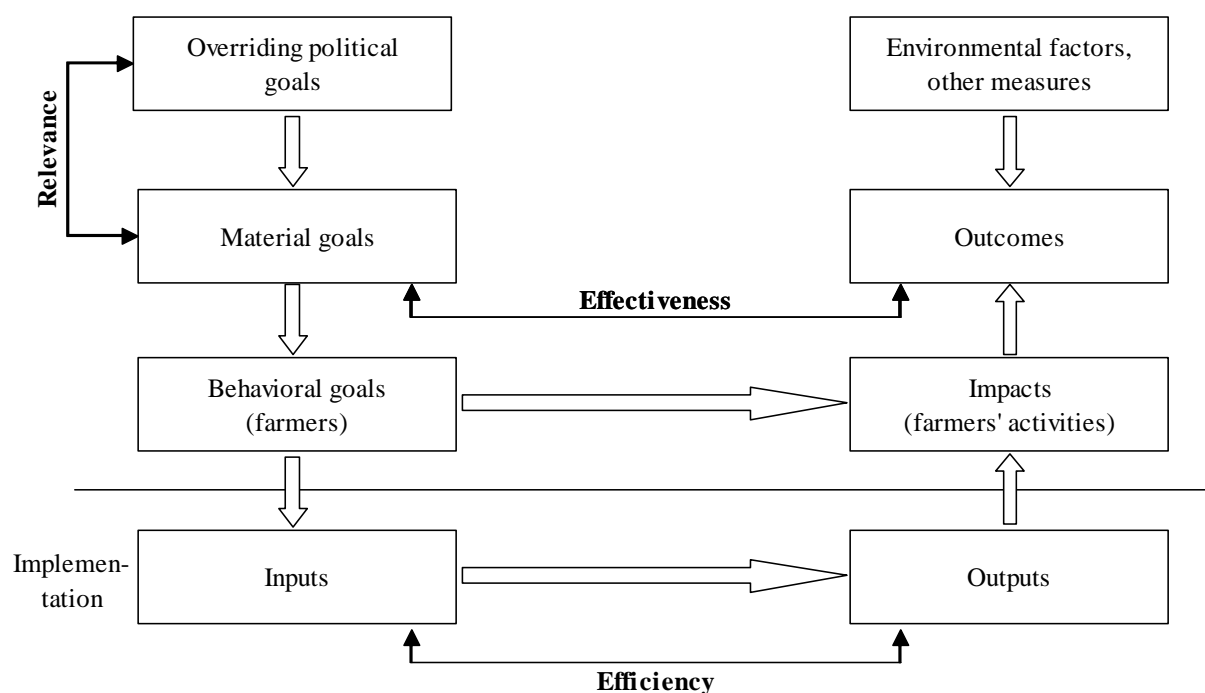 Overriding political
goals
Environmental factors,
other measures
Relevance
Material goals
Outcomes
Effectiveness
Behavioral goals
(farmers)
Impacts
(farmers' activities)
Implemen-
tation
Inputs
Outputs
Efficiency